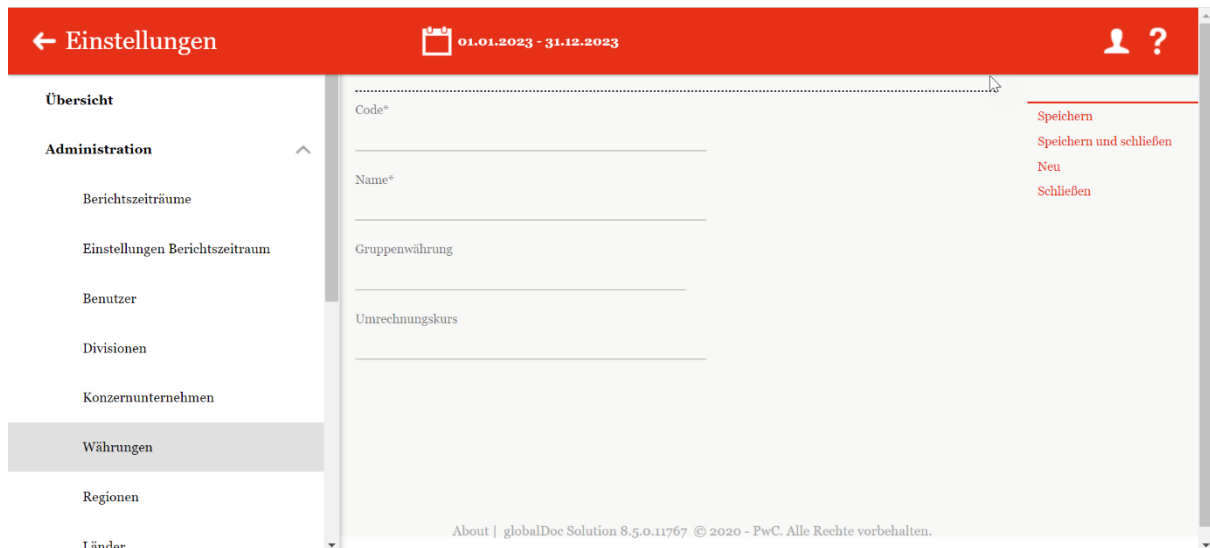 Einstellungen
01.01.2023 - 31.12.2023
?
Übersicht
Administration
Berichtszeiträume
Einstellungen Berichtszeitraum
Benutzer
Divisionen
Konzernunternehmen
Währungen
Regionen
Länder
Code*
Name*
Gruppenwährung
Umrechnungskurs
Speichern
Speichern und schließen
Neu
Schließen
About | globalDoc Solution 8.5.0.11767 © 2020 - PwC. Alle Rechte vorbehalten.